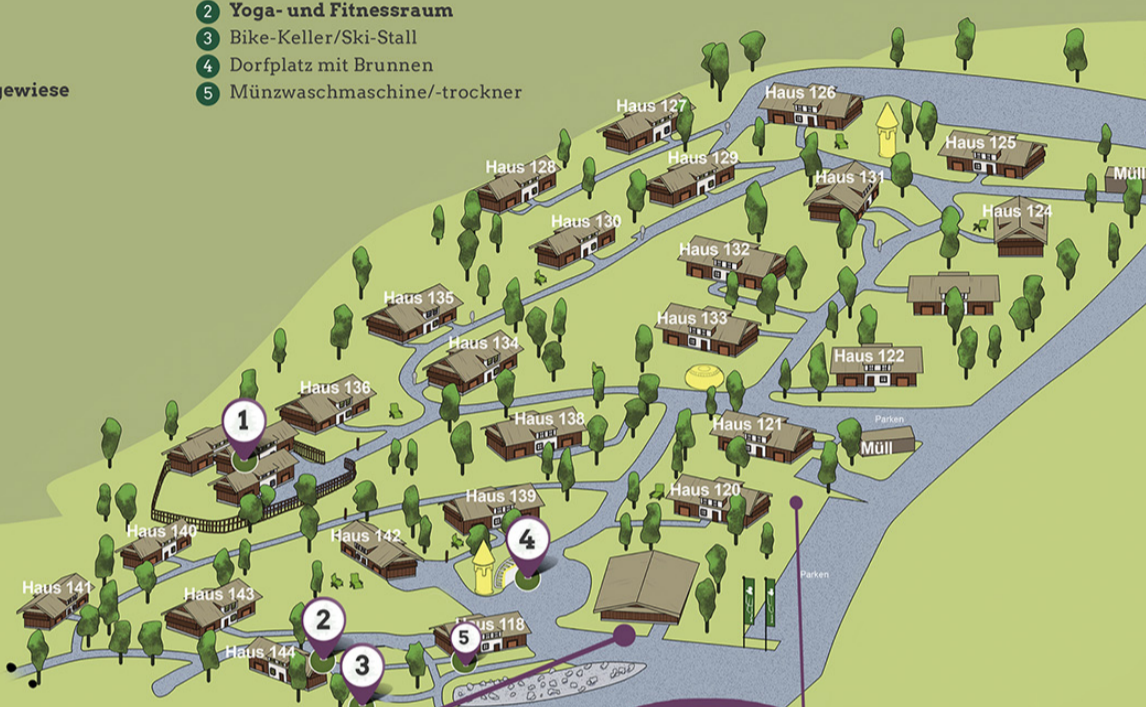 2 Yoga- und Fitnessraum
3 Bike-Keller/Ski-Stall
4 Dorfplatz mit Brunnen
5 Münzwaschmaschine/-trockner
gewiese
Haus 126
Haus 127
Haus 125
Haus 129
Haus 128
Müll
Haus 131
Haus 124
Haus 130
Haus 132
Haus 135
Haus 133
Haus 134
Haus 122
Haus 136
1
Haus 138
Parken
Haus 121
Müll
Haus 120
Haus 139
Haus 140
Haus 142
4
Parken
Haus 141
Haus 143
2
118
5
Haus 144
3